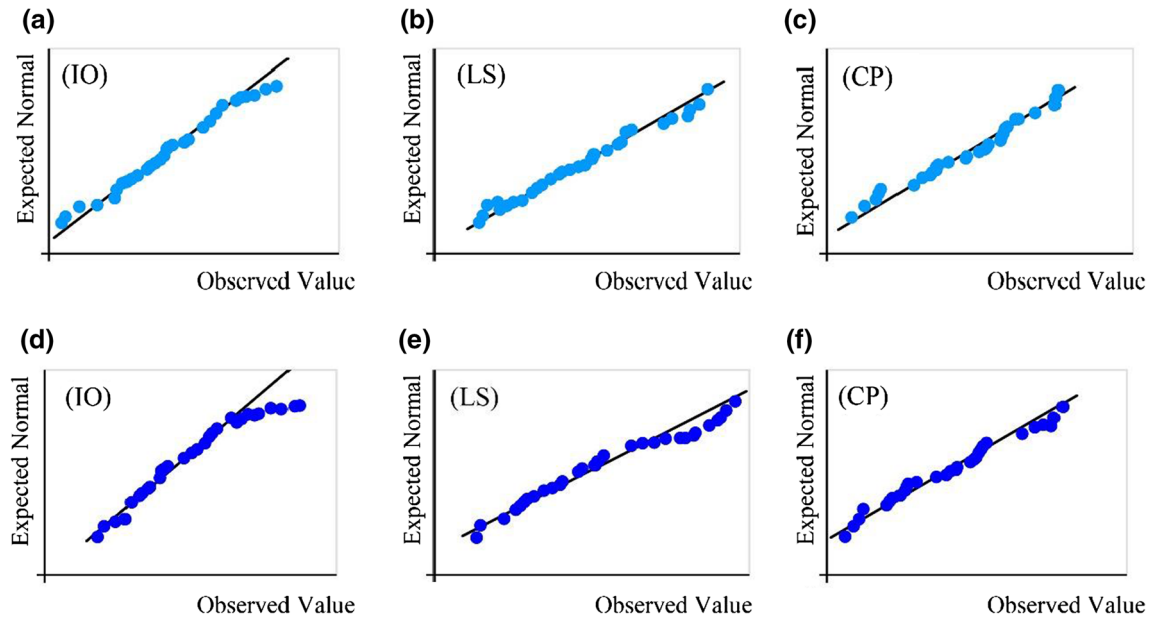 (a)
(IO)
Expected Normal
Observed Value
(b)
(LS)
Expected Normal
Observed Value
(c)
(CP)
Expected Normal
Observed Value
(d)
(IO)
Expected Normal
Observed Value
(e)
(LS)
Expected Normal
Observed Value
(f)
(CP)
Expected Normal
Observed Value